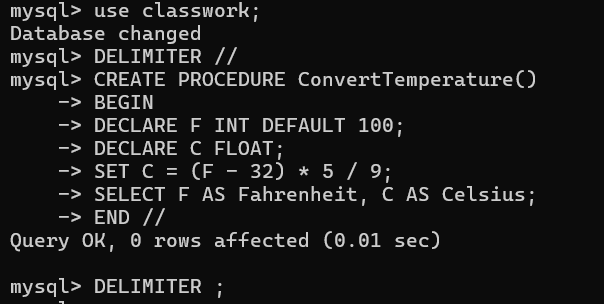 mysql> use classwork;
Database changed
mysql> DELIMITER //
mysql> CREATE PROCEDURE ConvertTemperature()
    -> BEGIN
    -> DECLARE F INT DEFAULT 100;
    -> DECLARE C FLOAT;
    -> SET C = (F - 32) * 5 / 9;
    -> SELECT F AS Fahrenheit, C AS Celsius;
    -> END //
Query OK, 0 rows affected (0.01 sec)

mysql> DELIMITER ;